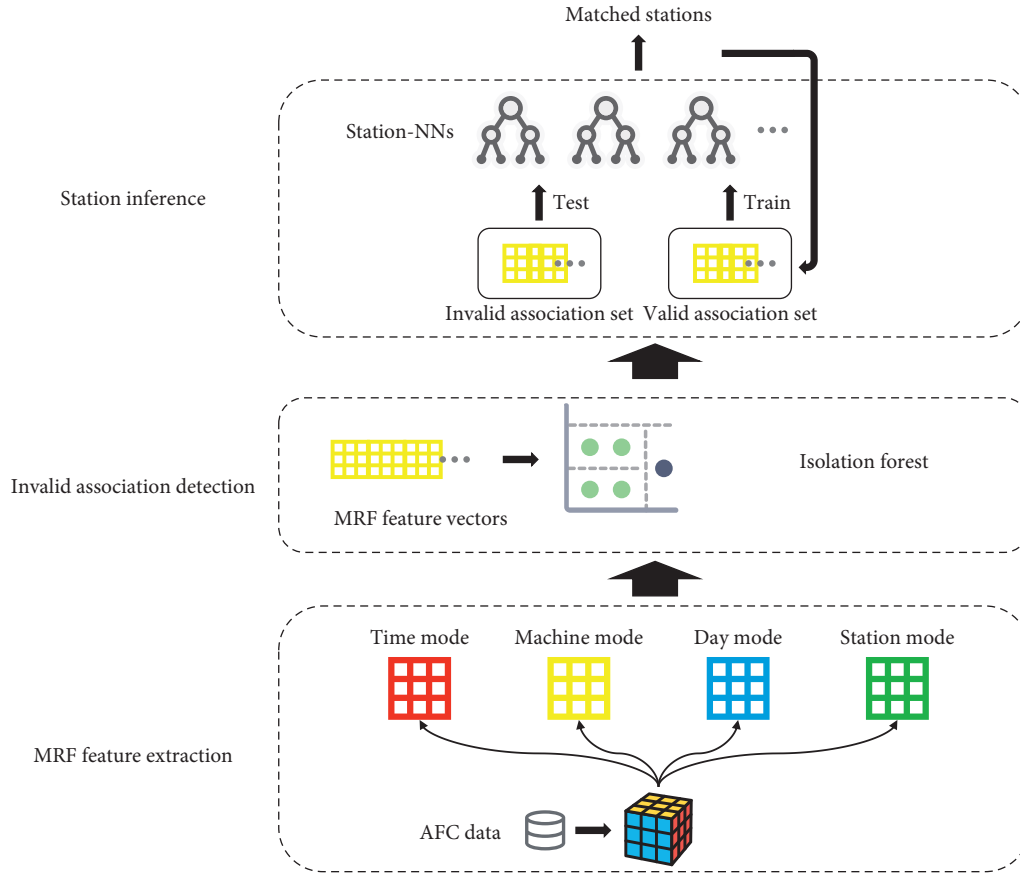 Matched stations
Station-NNs
Station inference
Test
Train
Invalid association set
Valid association set
Invalid association detection
MRF feature vectors
Isolation forest
Time mode
Machine mode
Day mode
Station mode
MRF feature extraction
AFC data